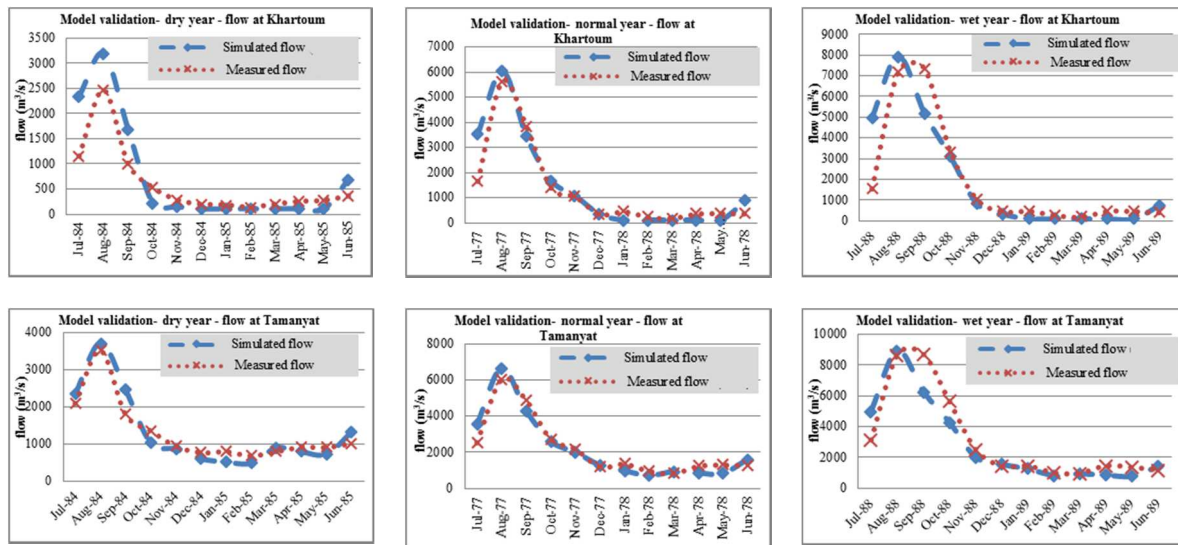 Model validation- dry year - flow at Khartoum
3500
3000
2500
2000
1500
1000
500
0
flow (m³/s)
Simulated flow
Measured flow
Jul-84
Aug-84
Sep-84
Oct-84
Nov-84
Dec-84
Jan-85
Feb-85
Mar-85
Apr-85
May-85
Jun-85
Model validation- normal year - flow at
Khartoum
7000
6000
5000
4000
3000
2000
1000
0
flow (m³/s)
Simulated flow
Measured flow
Jul-77
Aug-77
Sep-77
Oct-77
Nov-77
Dec-77
Jan-78
Feb-78
Mar-78
Apr-78
May.
Jun-78
Model validation- wet year - flow at Khartoum
9000
8000
7000
6000
5000
4000
3000
2000
1000
0
flow (m³/s)
Simulated flow
Measured flow
Jul-88
Aug-88
Sep-88
Oct-88
Nov-88
Dec-88
Jan-89
Feb-89
Mar-89
Apr-89
May-89
Jun-89
Model validation- dry year - flow at Tamanyat
4000
3000
2000
1000
0
flow (m³/s)
Simulated flow
Measured flow
Jul-84
Aug-84
Sep-84
Oct-84
Nov-84
Dec-84
Jan-85
Feb-85
Mar-85
Apr-85
May-85
Jun-85
Model validation- normal year - flow at
Tamanyat
8000
6000
4000
2000
0
flow (m³/s)
Simulated flow
Measured flow
Jul-77
Aug-77
Sep-77
Oct-77
Nov-77
Dec-77
Jan-78
Feb-78
Mar-78
Apr-78
May-78
Jun-78
Model validation- wet year - flow at Tamanyat
10000
8000
6000
4000
2000
0
flow (m³/s)
Simulated flow
Measured flow
Jul-88
Aug-88
Sep-88
Oct-88
Nov-88
Dec-88
Jan-89
Feb-89
Mar-89
Apr-89
May-89
Jun-89